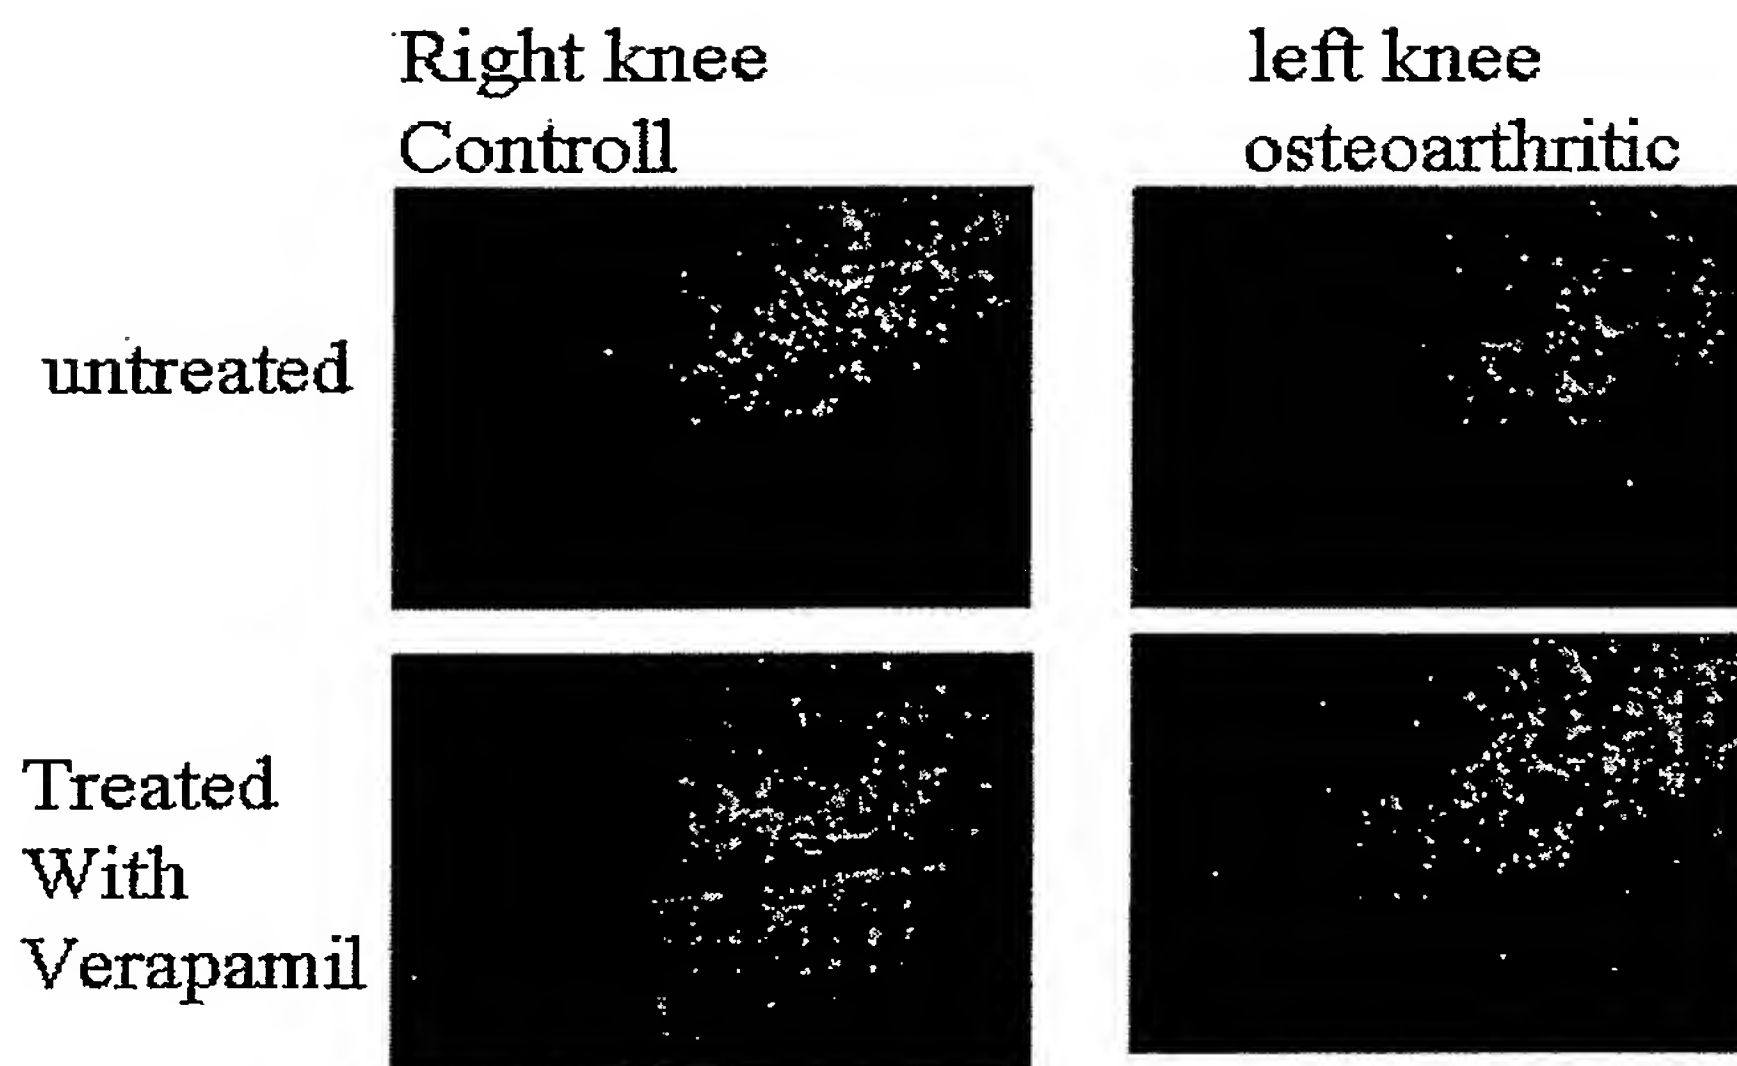 Right knee
Controll
left knee
osteoarthritic
untreated
Treated
With
Verapamil